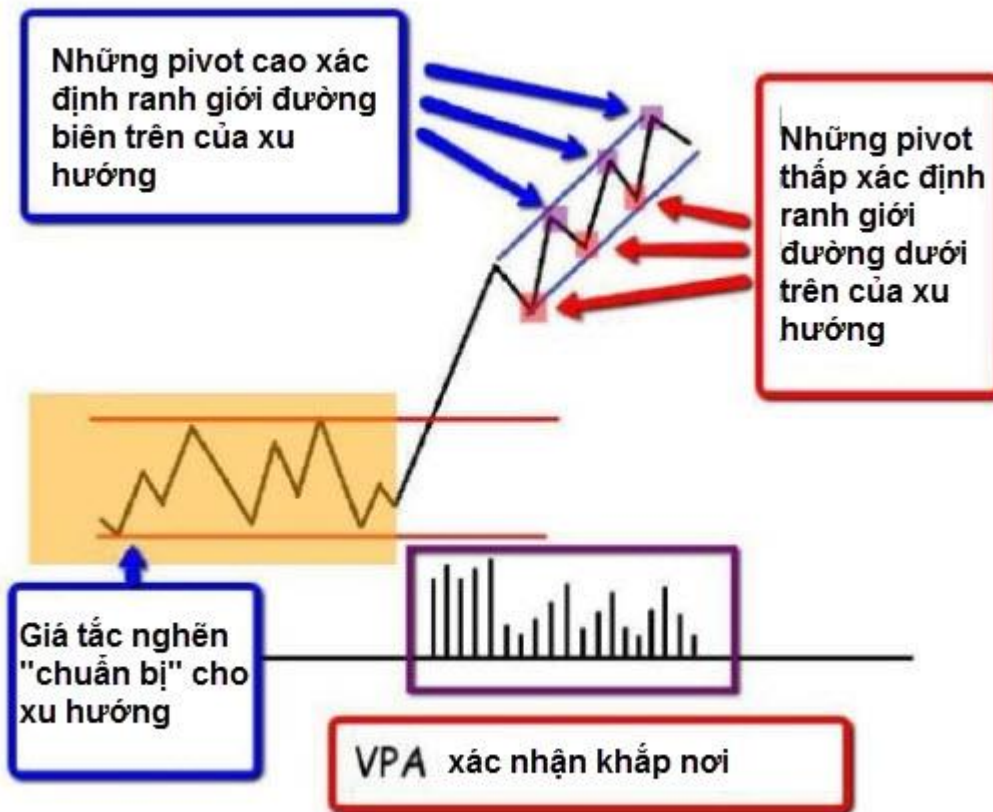 Những pivot cao xác
định ranh giới đường
biên trên của xu
hướng
Những pivot
thấp xác định
ranh giới
đường dưới
trên của xu
hướng
Giá tắc nghẽn
"chuẩn bị" cho
xu hướng
VPA xác nhận khắp nơi